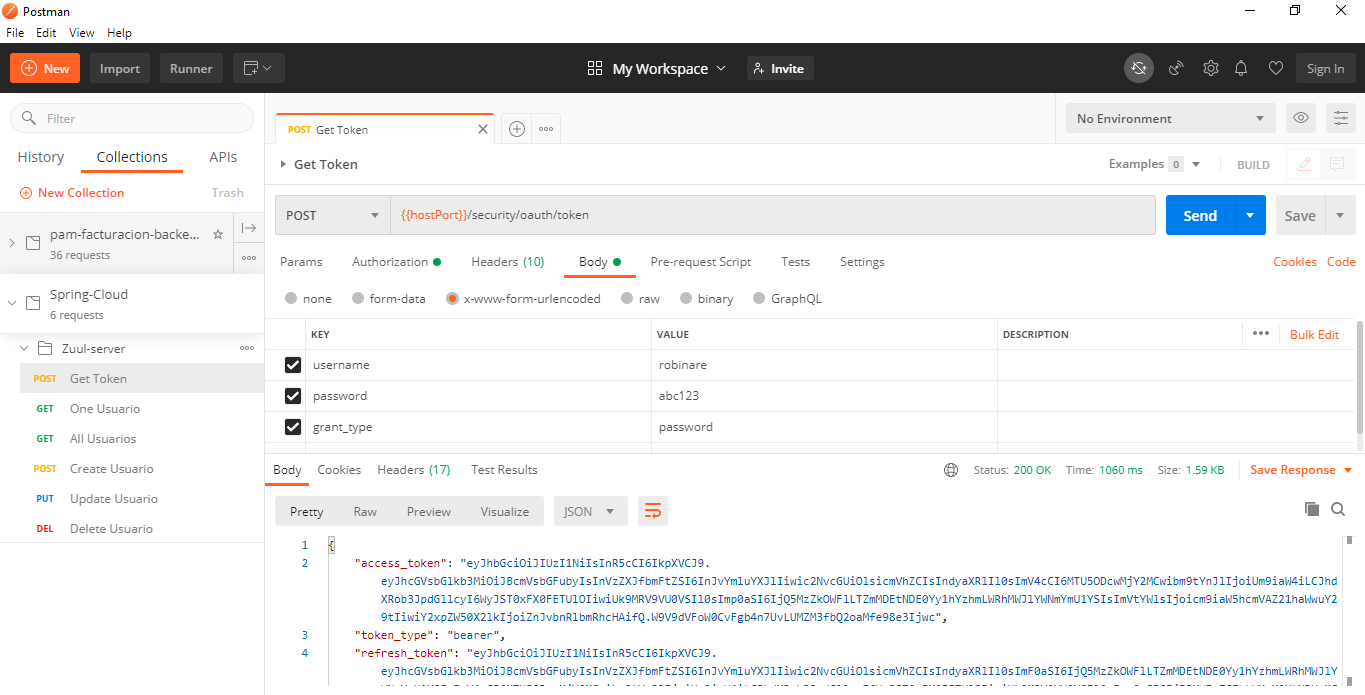 Postman
File Edit View Help
New Import Runner My Workspace Invite Sign In
Filter
History Collections APIs
New Collection Trash
pam-facturacion-backe...
36 requests
Spring-Cloud
6 requests
Zuul-server
POST Get Token
GET One Usuario
GET All Usuarios
POST Create Usuario
PUT Update Usuario
DEL Delete Usuario
POST Get Token
No Environment
Get Token
Examples 0 BUILD
POST {{hostPort}}/security/oauth/token Send Save
Params Authorization Headers (10) Body Pre-request Script Tests Settings Cookies Code
none form-data x-www-form-urlencoded raw binary GraphQL
KEY VALUE DESCRIPTION Bulk Edit
username robinare
password abc123
grant_type password
Body Cookies Headers (17) Test Results Status: 200 OK Time: 1060 ms Size: 1.59 KB Save Response
Pretty Raw Preview Visualize JSON
1 {
2 "access_token": "eyJhbGciOiJIUzI1NiIsInR5cCI6IkpXVCJ9.
3 "token_type": "bearer",
4 "refresh_token": "eyJhbGciOiJIUzI1NiIsInR5cCI6IkpXVCJ9.